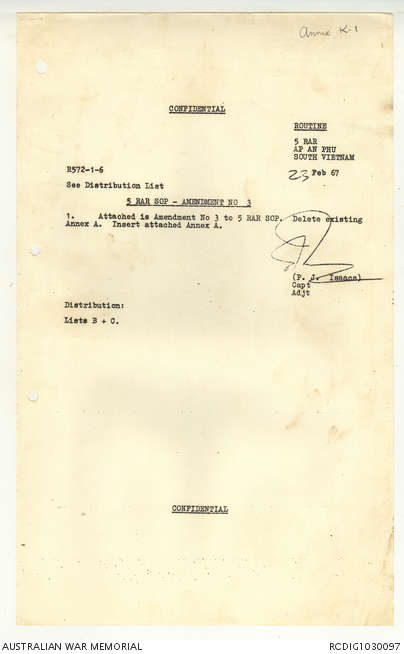 Annex K-1
CONFIDENTIAL
ROUTINE
5 RAR
AP AN PHU
SOUTH VIETNAM
R572-1-6
23 Feb 67
See Distribution List
5 RAR SOP - AMENDMENT NO 3
1. Attached is Amendment No 3 to 5 RAR SOP. Delete existing
Annex A. Insert attached Annex A.
(P. J. Isaacs)
Capt
Adjt
Distribution:
Lists B + C.
CONFIDENTIAL
AUSTRALIAN WAR MEMORIAL
RCDIG1030097